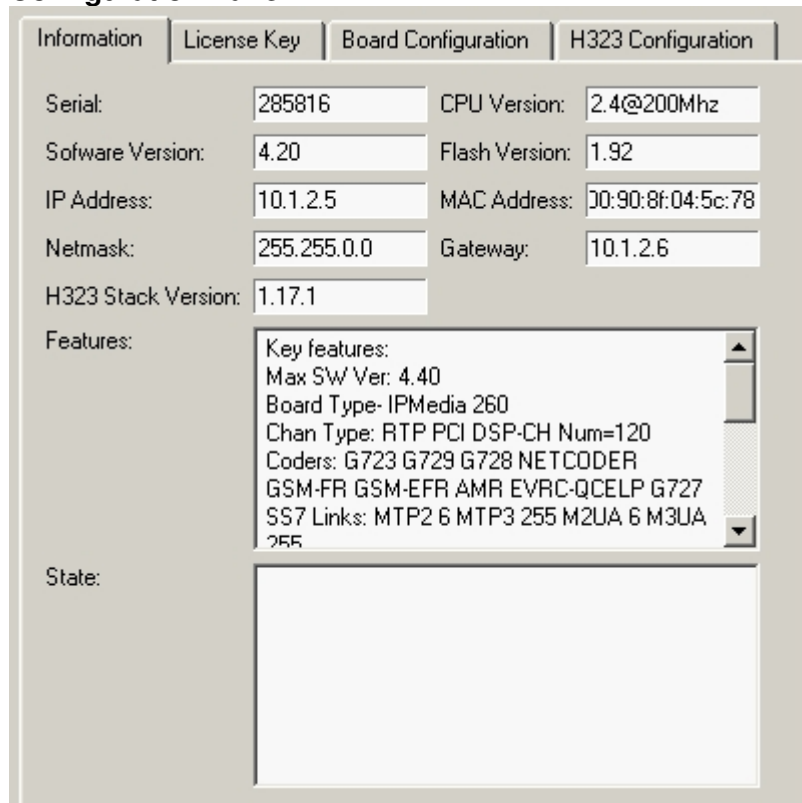 Information License Key Board Configuration H323 Configuration
Serial: 285816 CPU Version: 2.4@200Mhz
Sofware Version: 4.20 Flash Version: 1.92
IP Address: 10.1.2.5 MAC Address: 00:90:8f:04:5c:78
Netmask: 255.255.0.0 Gateway: 10.1.2.6
H323 Stack Version: 1.17.1
Features:
Key features:
Max SW Ver: 4.40
Board Type- IPMedia 260
Chan Type: RTP PCI DSP-CH Num=120
Coders: G723 G729 G728 NETCODER
GSM-FR GSM-EFR AMR EVRC-QCELP G727
SS7 Links: MTP2 6 MTP3 255 M2UA 6 M3UA
255
State: